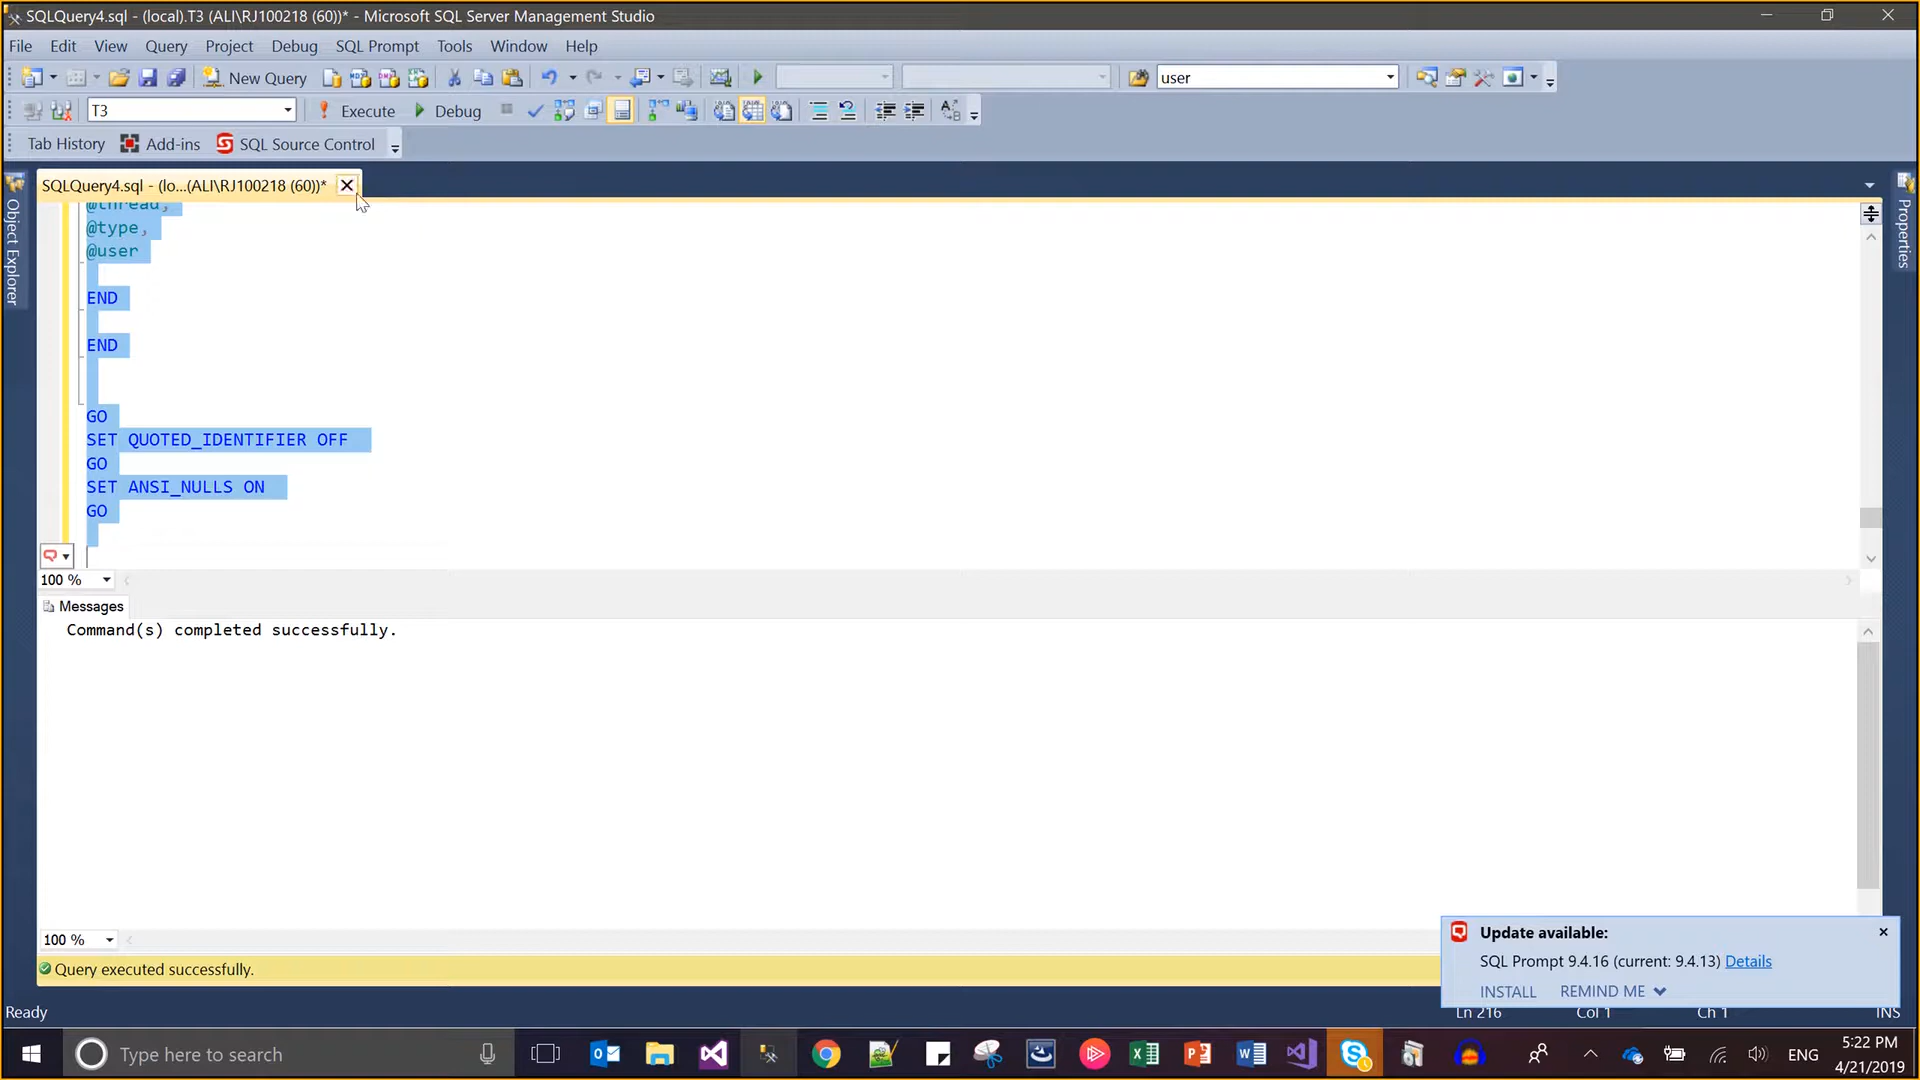 SQLQuery4.sql - (local).T3 (ALI\RJ100218 (60))* - Microsoft SQL Server Management Studio
File Edit View Query Project Debug SQL Prompt Tools Window Help
New Query user
T3 Execute Debug
Tab History Add-ins SQL Source Control
SQLQuery4.sql - (lo...(ALI\RJ100218 (60))*
Object Explorer
Properties
@thread,
@type,
@user
END
END
GO
SET QUOTED_IDENTIFIER OFF
GO
SET ANSI_NULLS ON
GO
100 %
Messages
Command(s) completed successfully.
100 %
Query executed successfully.
Update available:
SQL Prompt 9.4.16 (current: 9.4.13) Details
INSTALL REMIND ME
Ready Ln 216 Col 1 Ch 1 INS
Type here to search
ENG
5:22 PM
4/21/2019